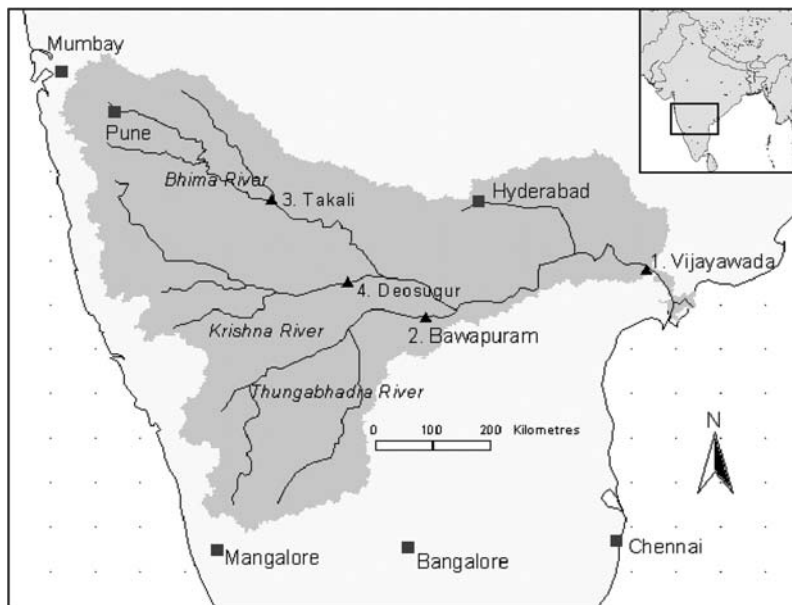 Mumbay
Pune
Bhima River
3. Takali
Hyderabad
1. Vijayawada
4. Deosugur
Krishna River
2. Bawapuram
Thungabhadra River
0 100 200 Kilometres
N
Mangalore
Bangalore
Chennai